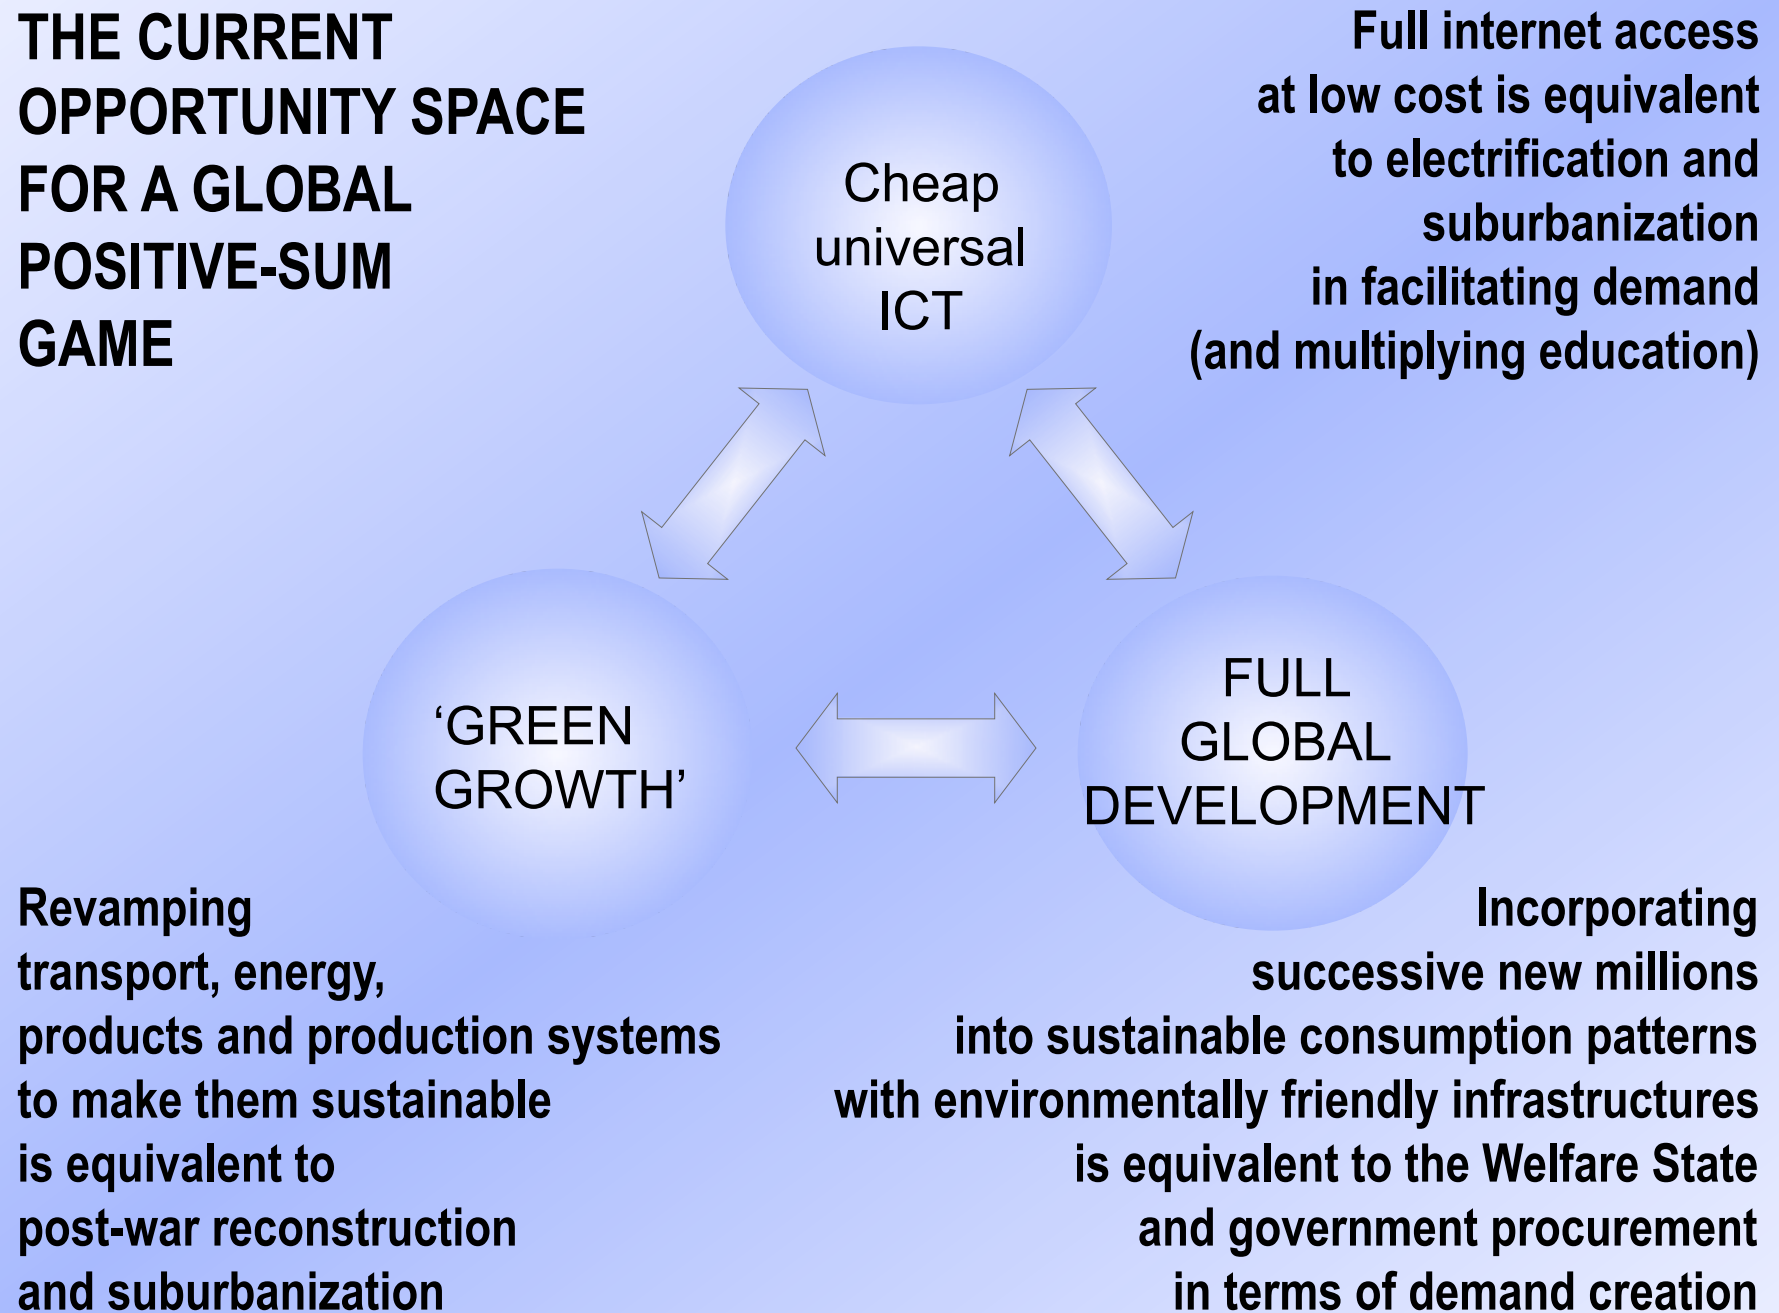 THE CURRENT
OPPORTUNITY SPACE
FOR A GLOBAL
POSITIVE-SUM
GAME
Full internet access
at low cost is equivalent
to electrification and
suburbanization
in facilitating demand
(and multiplying education)
Cheap
universal
ICT
‘GREEN
GROWTH’
FULL
GLOBAL
DEVELOPMENT
Revamping
transport, energy,
products and production systems
to make them sustainable
is equivalent to
post-war reconstruction
and suburbanization
Incorporating
successive new millions
into sustainable consumption patterns
with environmentally friendly infrastructures
is equivalent to the Welfare State
and government procurement
in terms of demand creation